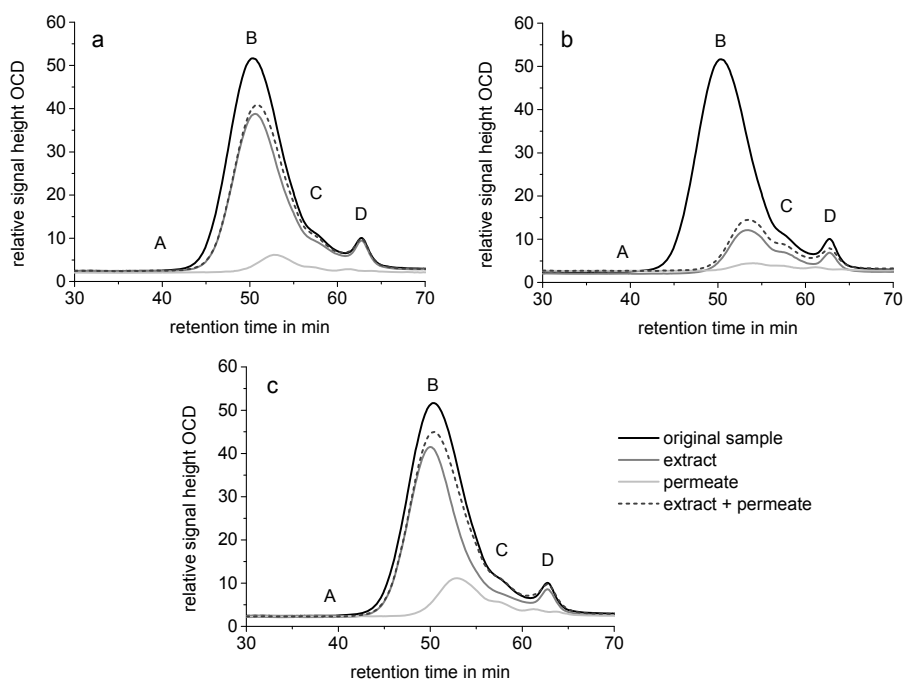 a
A
B
C
D
relative signal height OCD
60
50
40
30
20
10
0
30 40 50 60 70
retention time in min
b
A
B
C
D
relative signal height OCD
60
50
40
30
20
10
0
30 40 50 60 70
retention time in min
c
A
B
C
D
relative signal height OCD
60
50
40
30
20
10
0
30 40 50 60 70
retention time in min
original sample
extract
permeate
extract + permeate